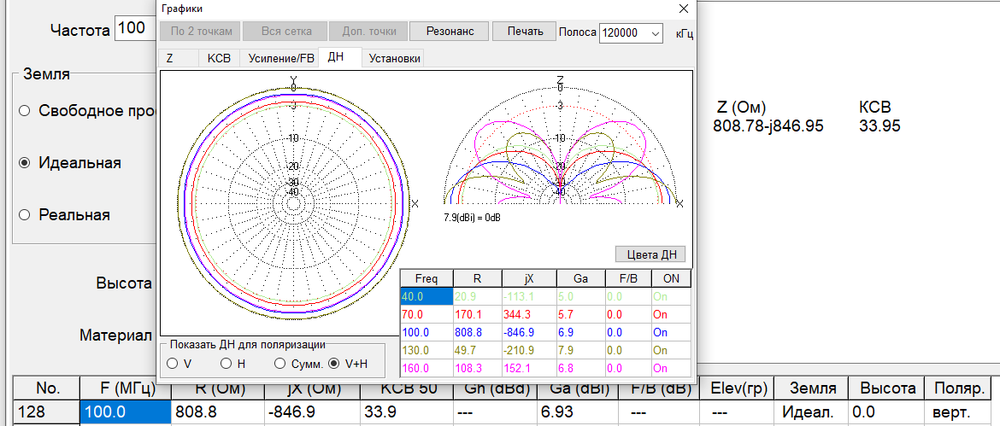 Графики
По 2 точкам Вся сетка Доп. точки Резонанс Печать Полоса 120000 кГц
Z КСВ Усиление/FB ДН Установки
Частота 100
Земля
Свободное про
Идеальная
Реальная
Высота
Материал
Y
0
-3
-10
-20
-30
-40
X
Z
0
-3
-10
-20
-30
-40
X
7.9(dBi) = 0dB
Цвета ДН
Freq R jX Ga F/B ON
40.0 20.9 -113.1 5.0 0.0 On
70.0 170.1 344.3 5.7 0.0 On
100.0 808.8 -846.9 6.9 0.0 On
130.0 49.7 -210.9 7.9 0.0 On
160.0 108.3 152.1 6.8 0.0 On
Показать ДН для поляризации
V H Сумм. V+H
Z (Ом) КСВ
808.78-j846.95 33.95
No. F (МГц) R (Ом) jX (Ом) КСВ 50 Gh (dBd) Ga (dBi) F/B (dB) Elev(гр) Земля Высота Поляр.
128 100.0 808.8 -846.9 33.9 --- 6.93 --- --- Идеал. 0.0 верт.